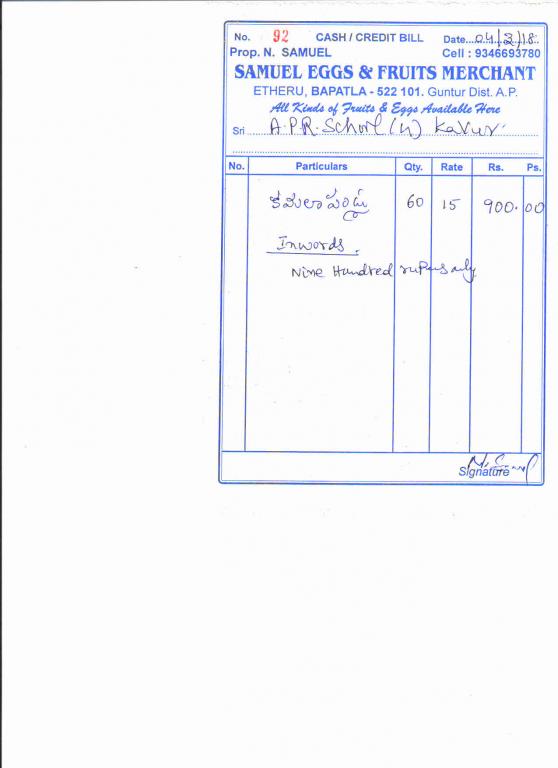 No. 92 CASH / CREDIT BILL Date...04/2/18..
Prop. N. SAMUEL Cell : 9346693780
SAMUEL EGGS & FRUITS MERCHANT
ETHERU, BAPATLA - 522 101. Guntur Dist. A.P.
All Kinds of Fruits & Eggs Available Here
Sri A.P.R. School (G) Kavur
No. Particulars Qty. Rate Rs. Ps.
కమలా పండ్లు 60 15 900. 00
Inwords.
Nine Hundred rupees only
Signature